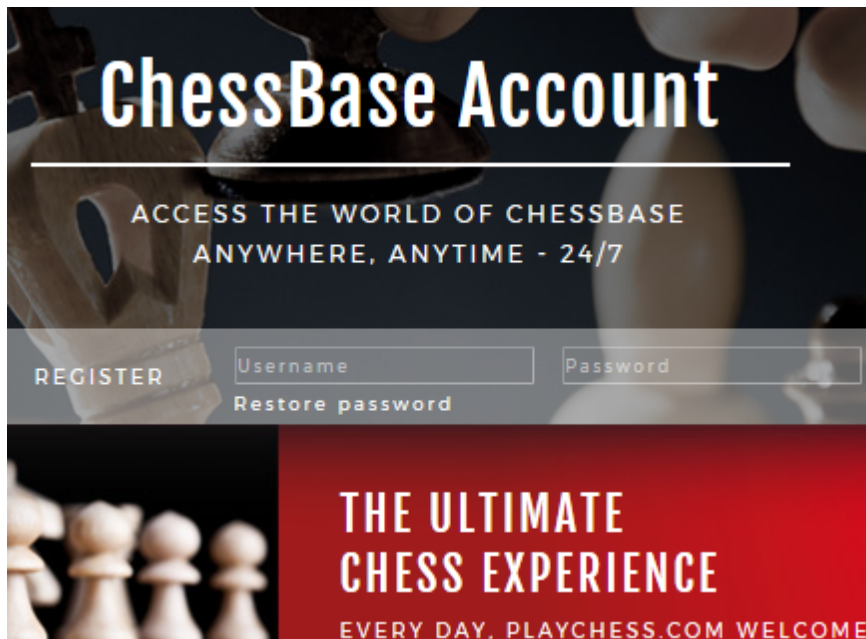 ChessBase Account
ACCESS THE WORLD OF CHESSBASE
ANYWHERE, ANYTIME - 24/7
REGISTER
Username
Password
Restore password
THE ULTIMATE
CHESS EXPERIENCE
EVERY DAY, PLAYCHESS.COM WELCOME